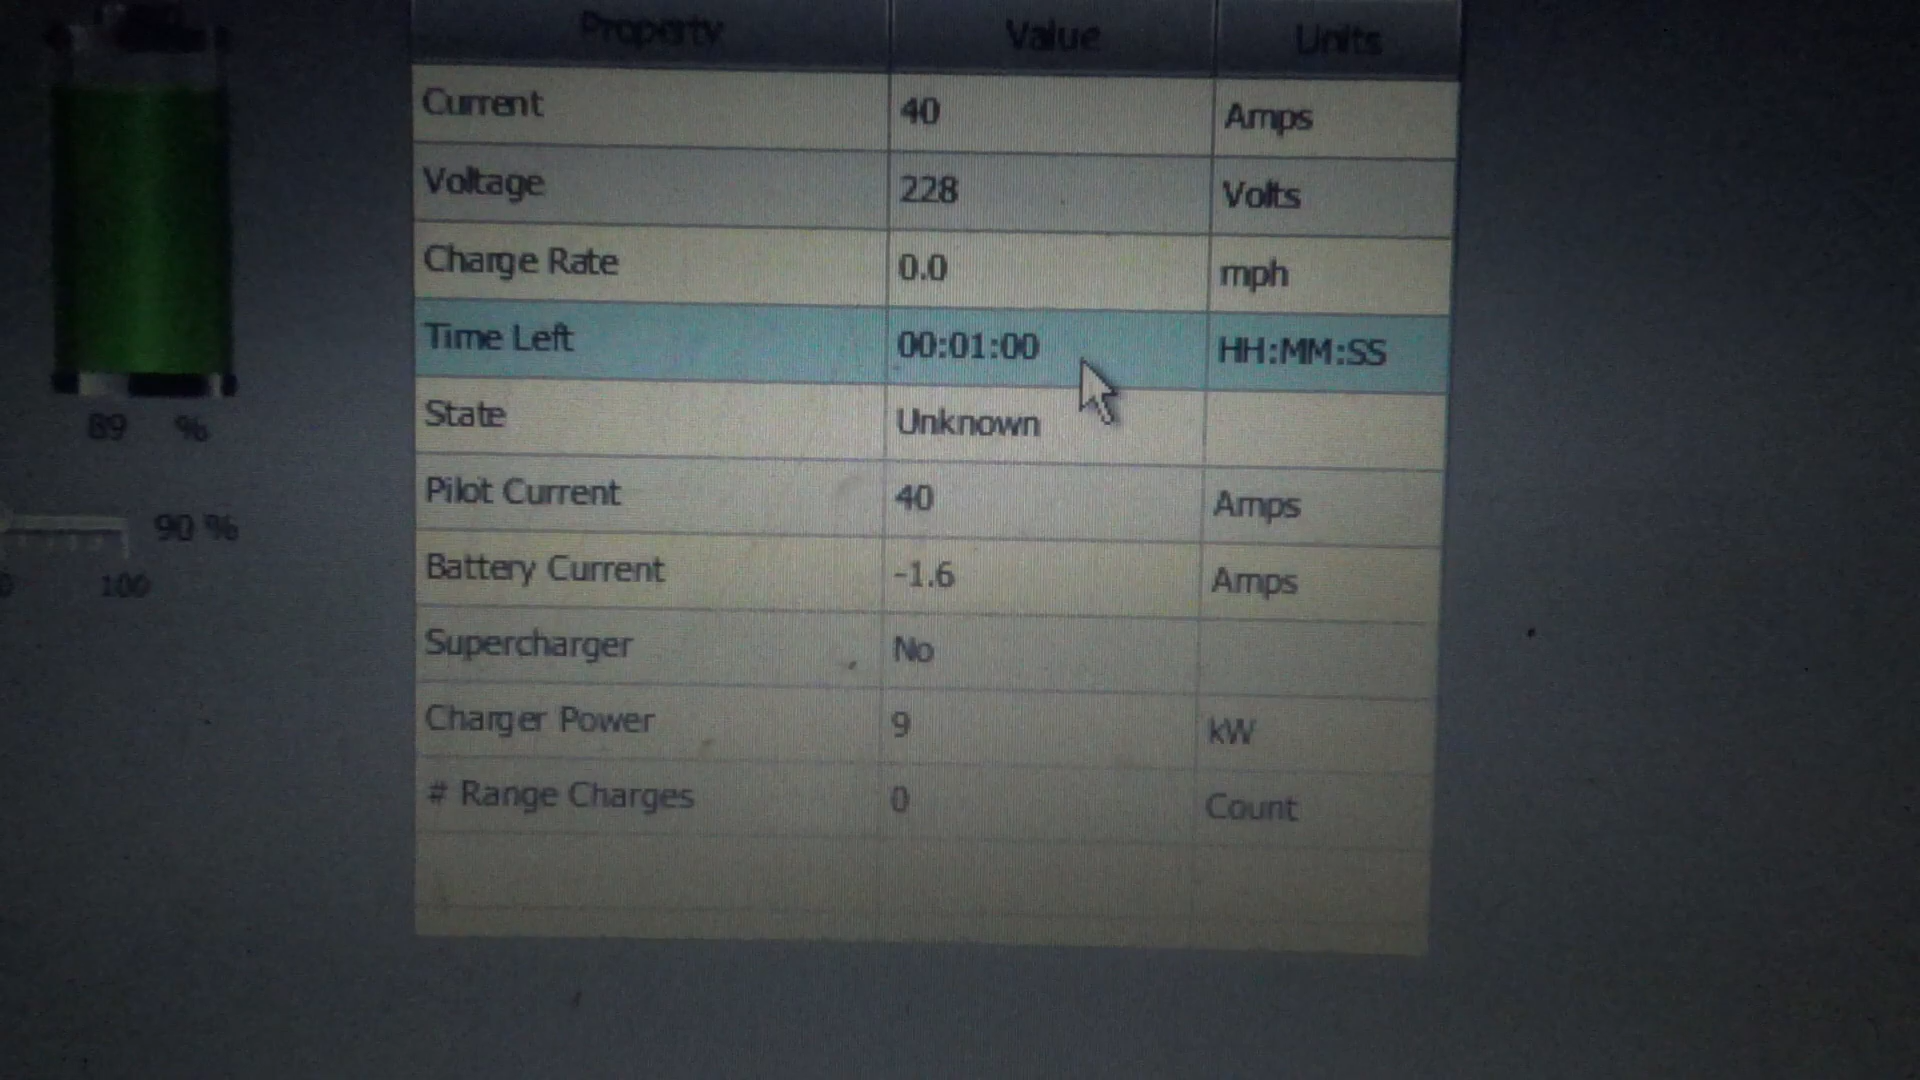 Property Value Units
Current 40 Amps
Voltage 228 Volts
Charge Rate 0.0 mph
Time Left 00:01:00 HH:MM:SS
State Unknown
Pilot Current 40 Amps
Battery Current -1.6 Amps
Supercharger No
Charger Power 9 kW
# Range Charges 0 Count
89 %
90 %
100